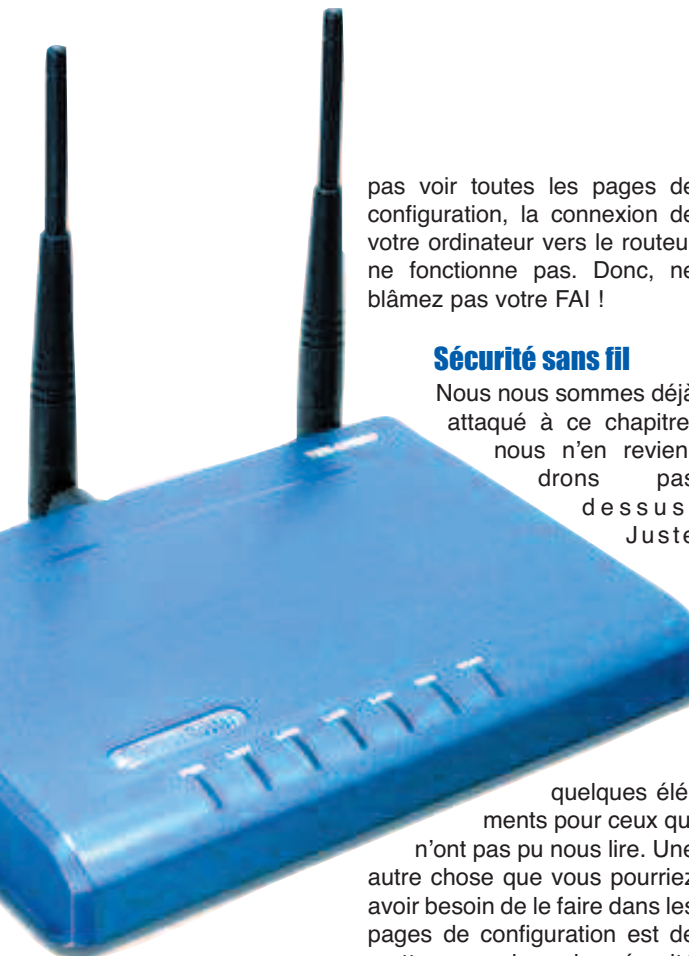 pas voir toutes les pages de
configuration, la connexion de
votre ordinateur vers le routeur
ne fonctionne pas. Donc, ne
blâmez pas votre FAI !
Sécurité sans fil
Nous nous sommes déjà
attaqué à ce chapitre
nous n'en revien
drons pas
dessus
Juste
quelques élé
ments pour ceux qui
n'ont pas pu nous lire. Une
autre chose que vous pourriez
avoir besoin de le faire dans les
pages de configuration est de